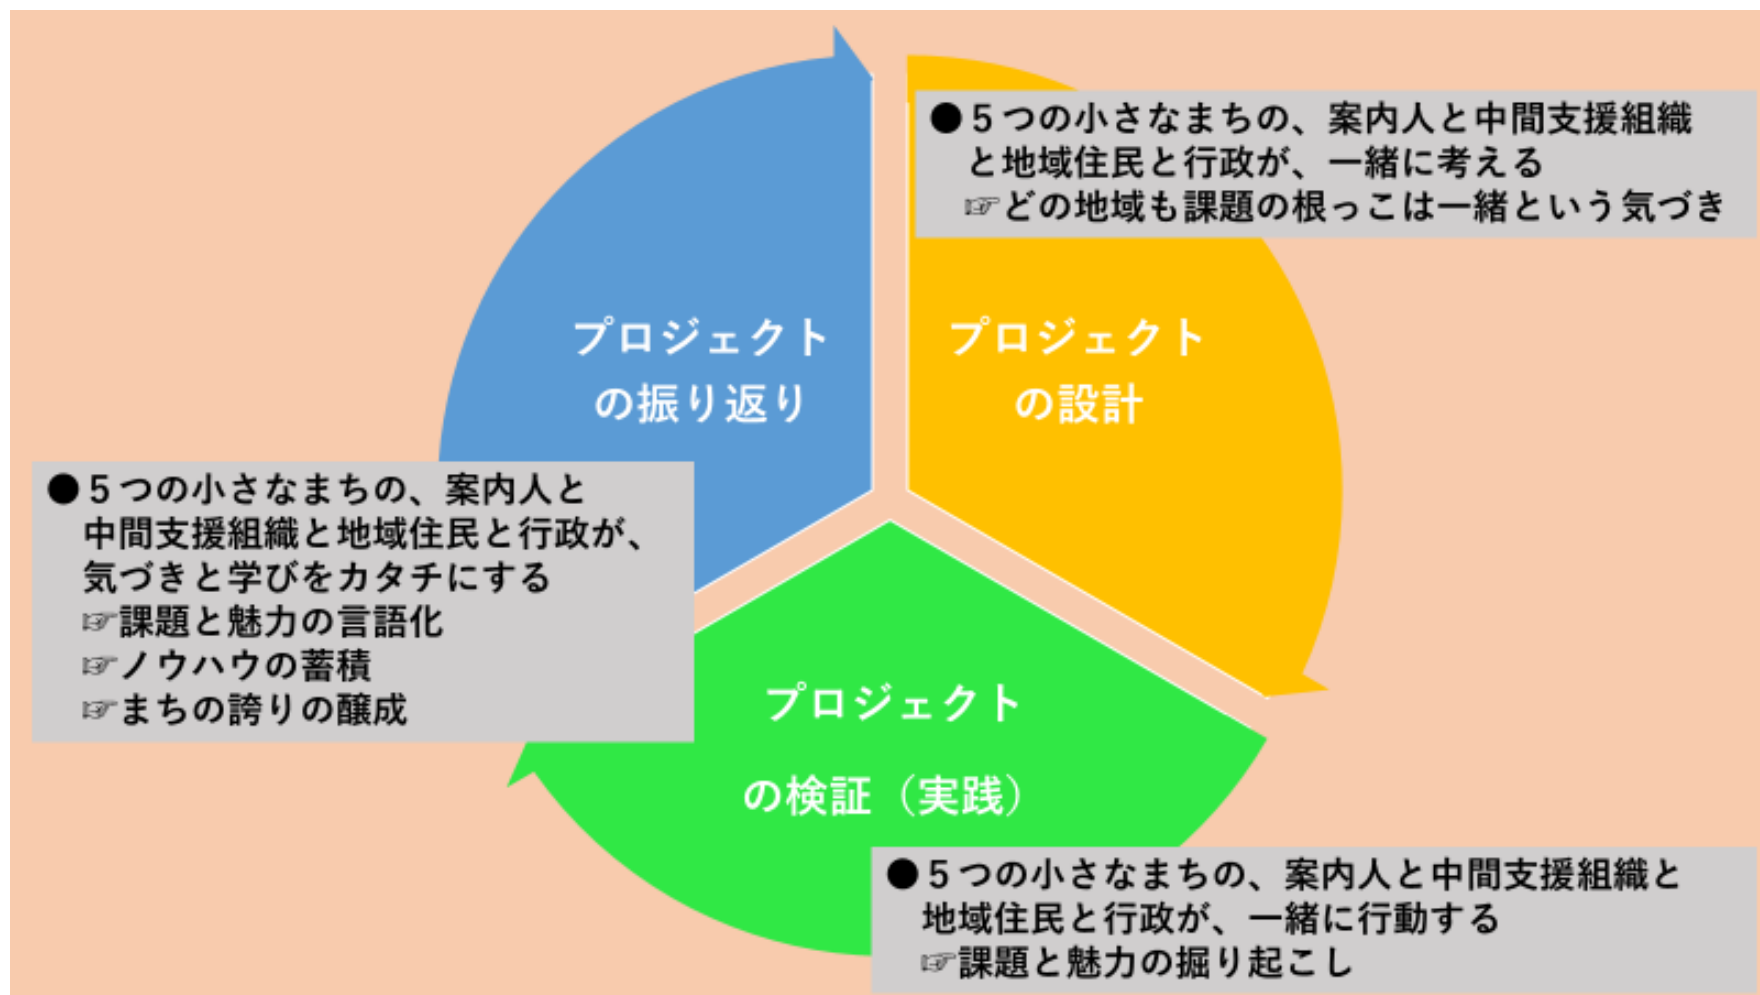 プロジェクト
の設計
● 5 つの小さなまちの、案内人と中間支援組織
と地域住民と行政が、一緒に考える
☞どの地域も課題の根っこは一緒という気づき
プロジェクト
の検証（実践）
● 5 つの小さなまちの、案内人と中間支援組織と
地域住民と行政が、一緒に行動する
☞課題と魅力の掘り起こし
プロジェクト
の振り返り
● 5 つの小さなまちの、案内人と
中間支援組織と地域住民と行政が、
気づきと学びをカタチにする
☞課題と魅力の言語化
☞ノウハウの蓄積
☞まちの誇りの醸成